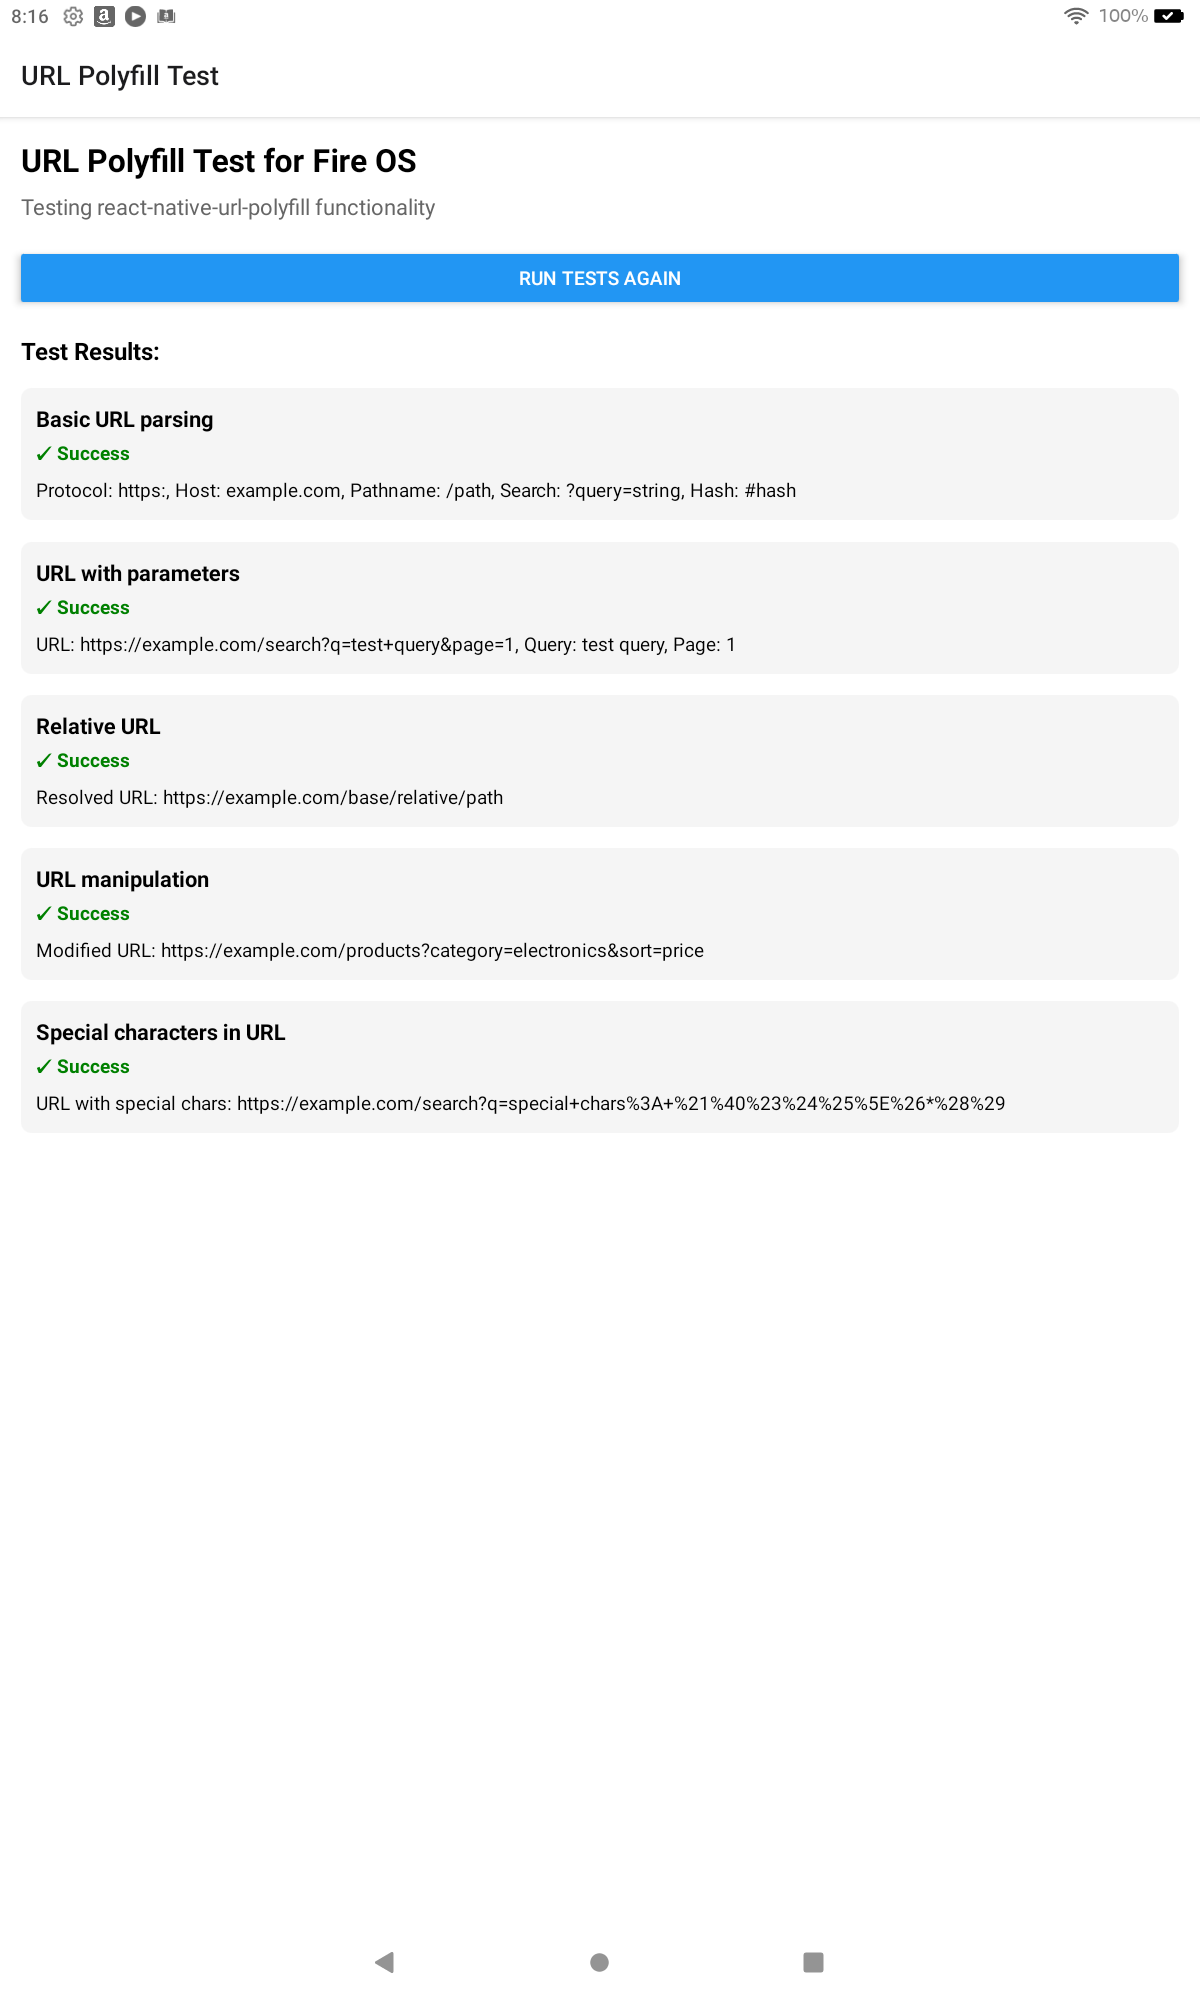 8:16
100%
URL Polyfill Test
URL Polyfill Test for Fire OS
Testing react-native-url-polyfill functionality
RUN TESTS AGAIN
Test Results:
Basic URL parsing
✓ Success
Protocol: https:, Host: example.com, Pathname: /path, Search: ?query=string, Hash: #hash
URL with parameters
✓ Success
URL: https://example.com/search?q=test+query&page=1, Query: test query, Page: 1
Relative URL
✓ Success
Resolved URL: https://example.com/base/relative/path
URL manipulation
✓ Success
Modified URL: https://example.com/products?category=electronics&sort=price
Special characters in URL
✓ Success
URL with special chars: https://example.com/search?q=special+chars%3A+%21%40%23%24%25%5E%26*%28%29